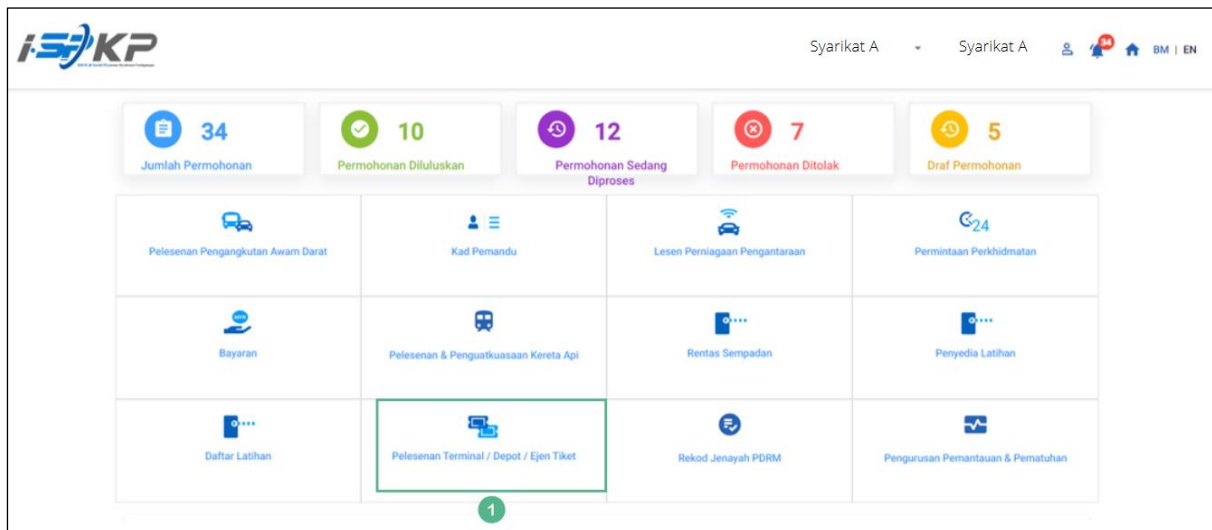 i-SPKP
Syarikat A
Syarikat A
34
BM | EN
34
Jumlah Permohonan
10
Permohonan Diluluskan
12
Permohonan Sedang
Diproses
7
Permohonan Ditolak
5
Draf Permohonan
Pelesenan Pengangkutan Awam Darat
Kad Pemandu
Lesen Perniagaan Pengantaraan
24
Permintaan Perkhidmatan
MYR
Bayaran
Pelesenan & Penguatkuasaan Kereta Api
Rentas Sempadan
Penyedia Latihan
Daftar Latihan
Pelesenan Terminal / Depot / Ejen Tiket
Rekod Jenayah PDRM
Pengurusan Pemantauan & Pematuhan
1